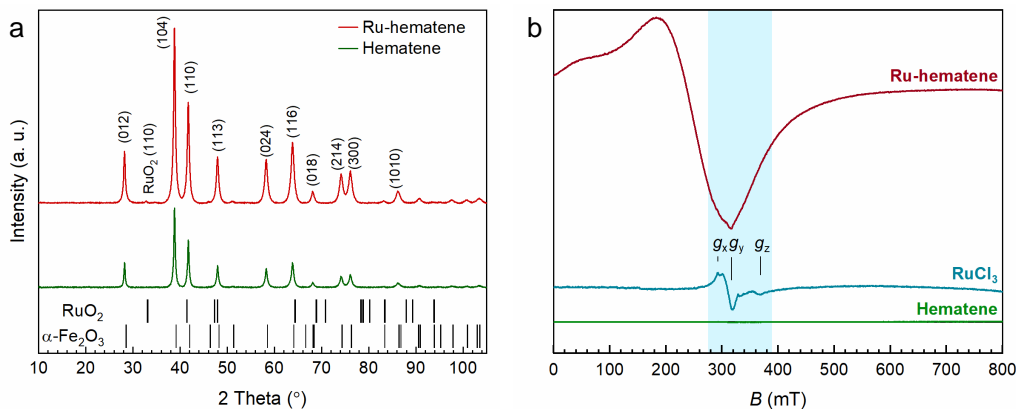 a
Ru-hematene
Hematene
(012)
RuO₂ (110)
(104)
(110)
(113)
(024)
(116)
(018)
(214)
(300)
(1010)
Intensity (a. u.)
RuO₂
α-Fe₂O₃
10 20 30 40 50 60 70 80 90 100
2 Theta (°)
b
Ru-hematene
gₓ g_y g_z
RuCl₃
Hematene
0 100 200 300 400 500 600 700 800
B (mT)